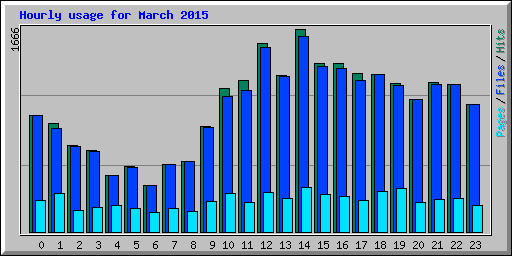 Hourly usage for March 2015
1666
Pages/Files/Hits
0 1 2 3 4 5 6 7 8 9 10 11 12 13 14 15 16 17 18 19 20 21 22 23